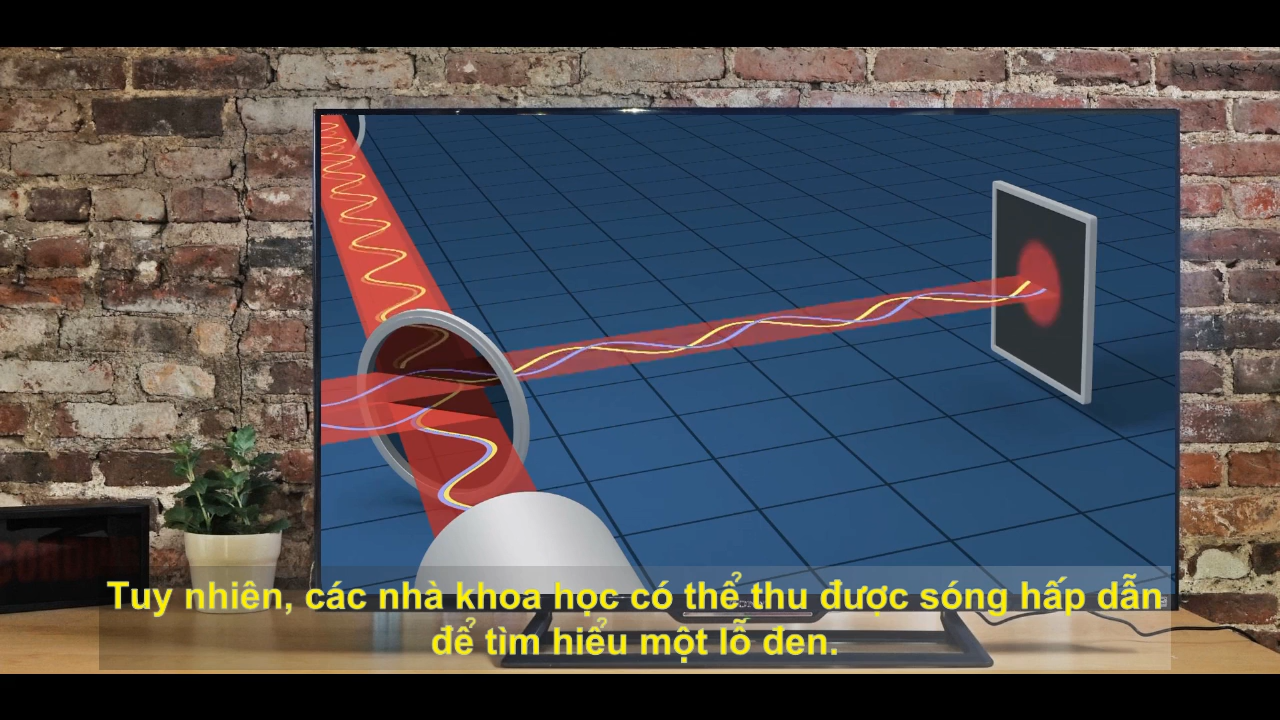 Tuy nhiên, các nhà khoa học có thể thu được sóng hấp dẫn
để tìm hiểu một lỗ đen.